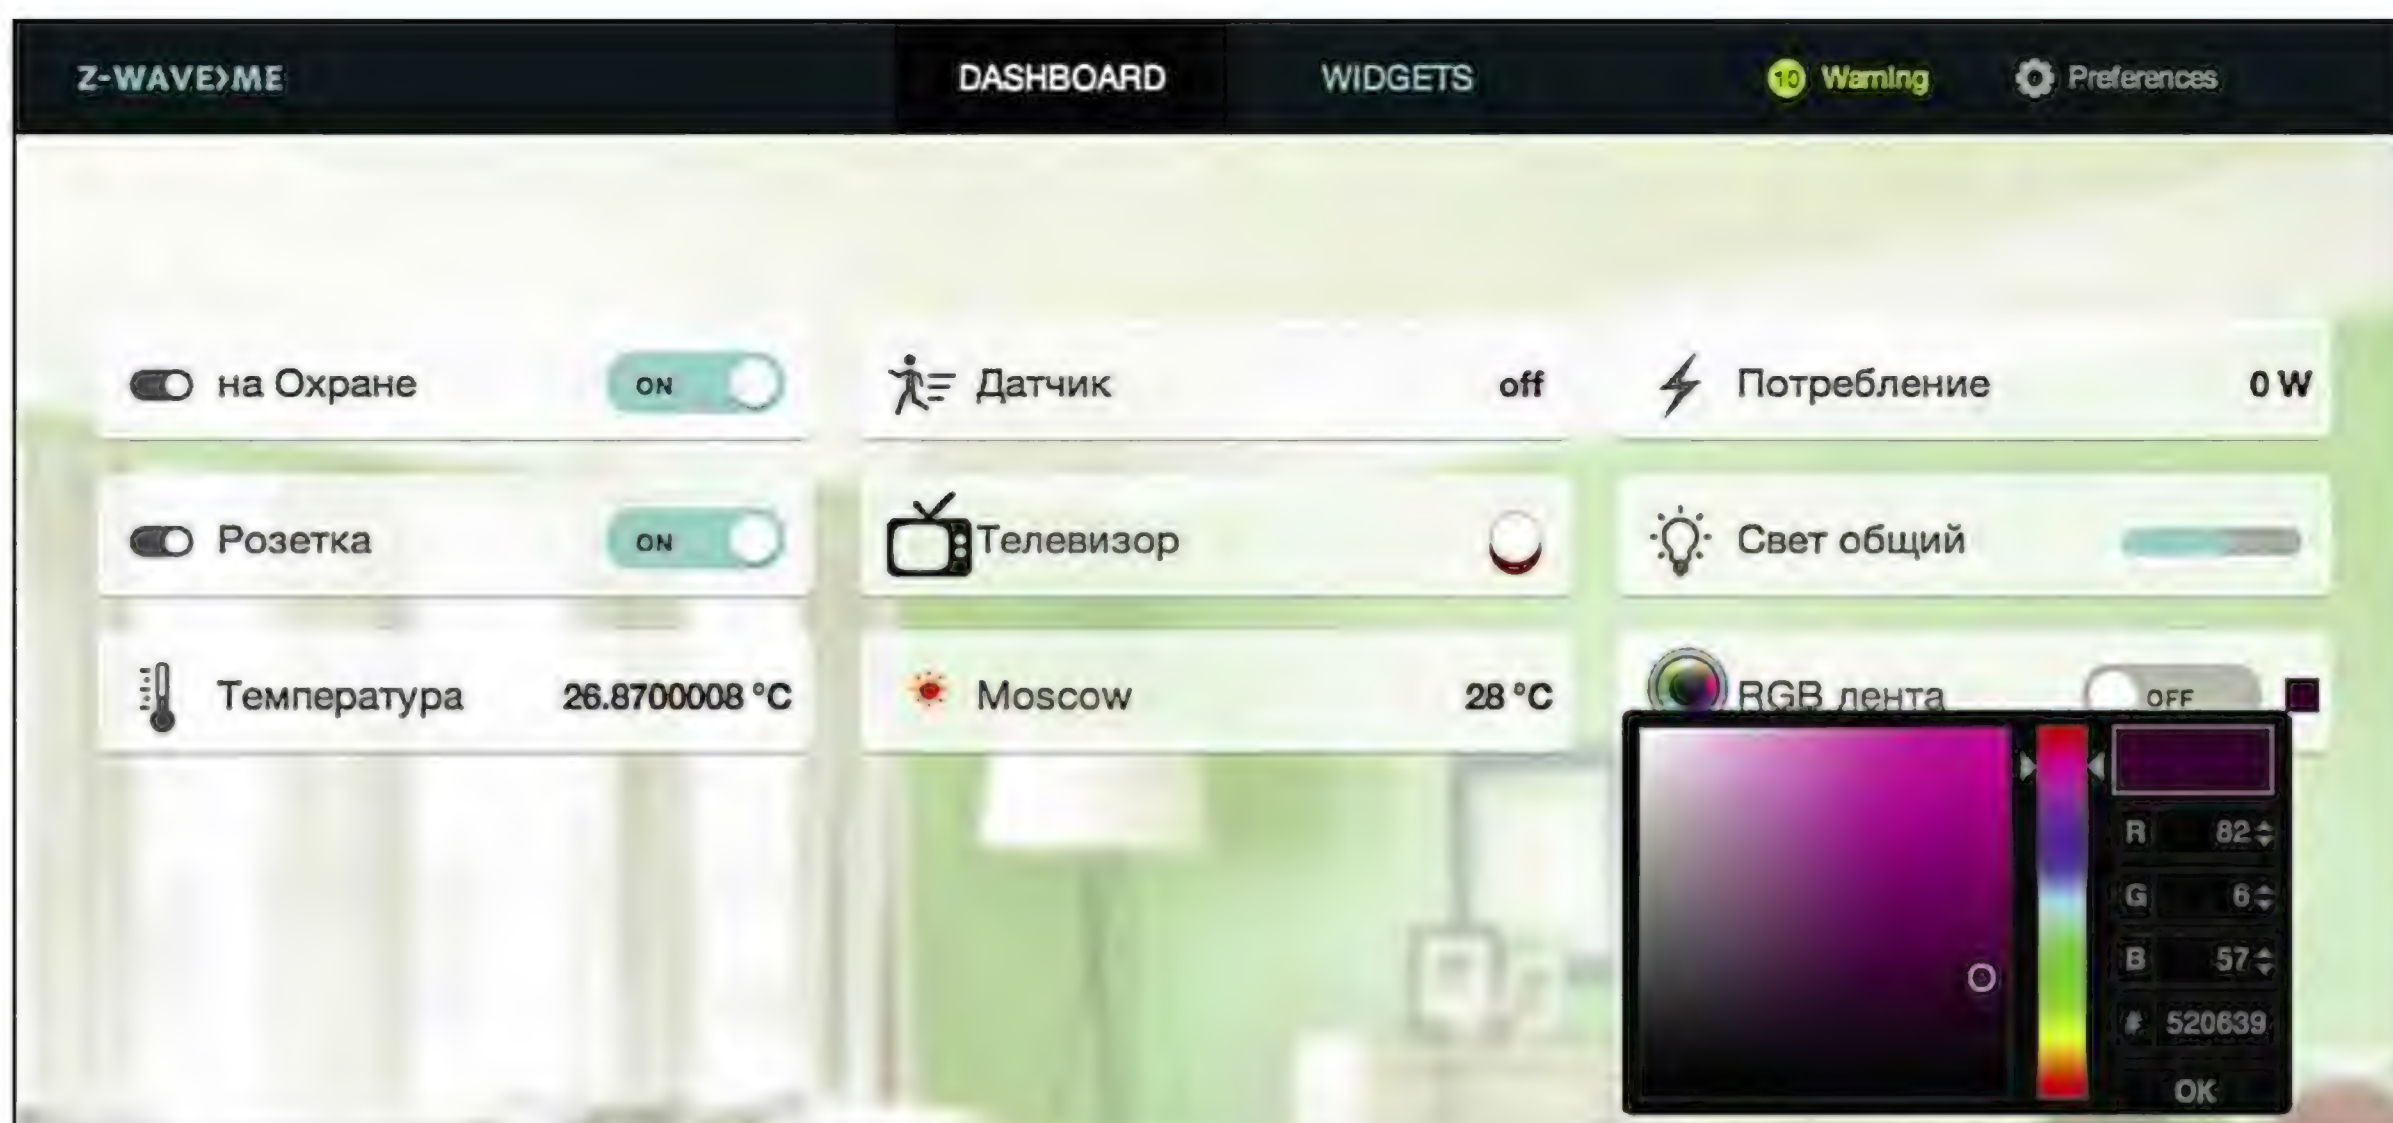 Z-WAVE>ME DASHBOARD WIDGETS 10 Warning Preferences
на Охране ON Датчик off Потребление 0 W
Розетка ON Телевизор Свет общий
Температура 26.8700008 °C Moscow 28 °C RGB лента OFF
R 82
G 6
B 57
# 520639
OK